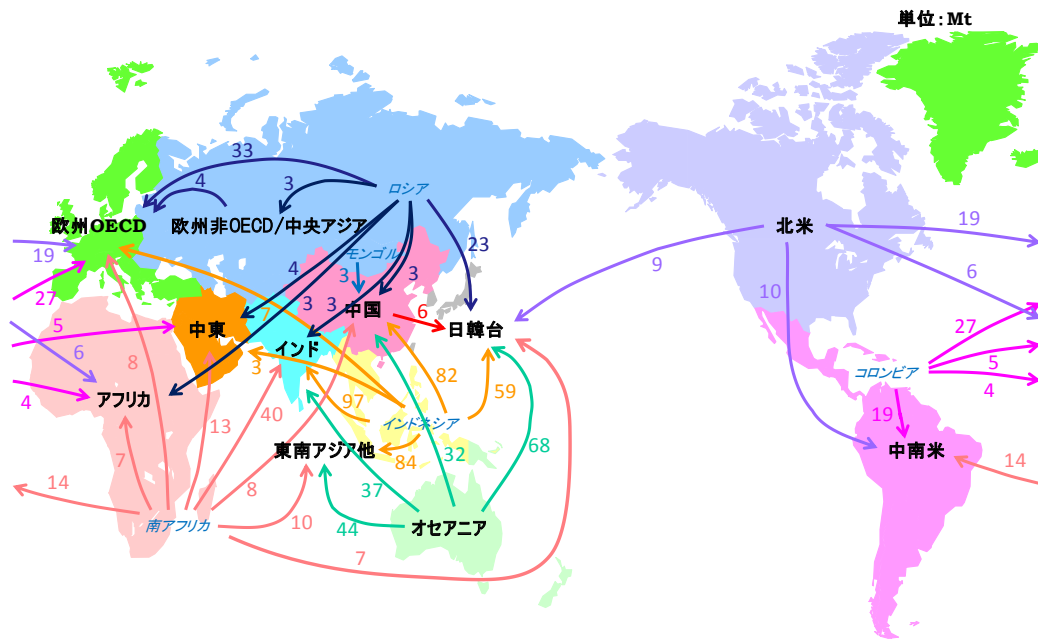 単位：Mt
33
4
3
ロシア
欧州OECD
欧州非OECD/中央アジア
北米
19
19
23
モンゴル
4
3
3
9
6
27
3
3
中国
10
7
6
中東
日韓台
5
インド
27
6
8
3
82
59
5
コロンビア
4
アフリカ
40
97
4
13
インドネシア
19
68
東南アジア他
中南米
7
84
32
14
14
8
37
南アフリカ
10
44
オセアニア
7